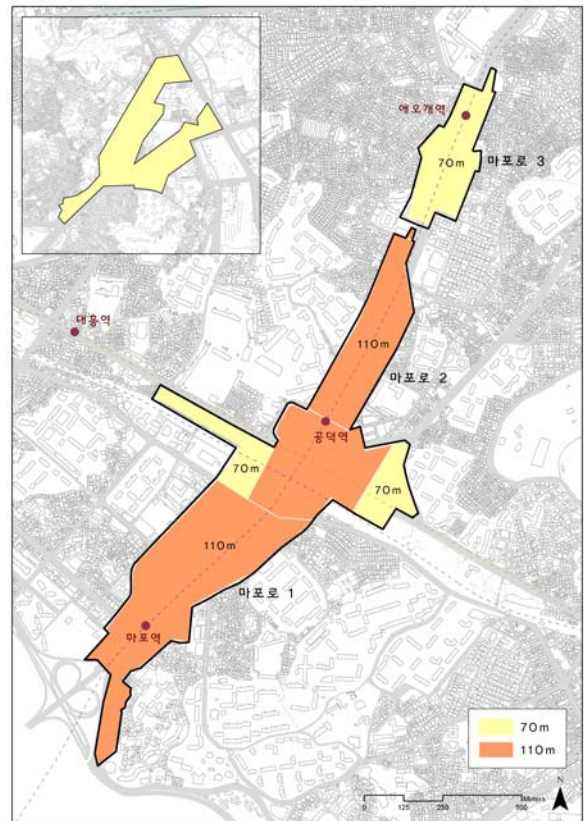 애오개역
70m
마포로 3
대흥역
110m
마포로 2
공덕역
70m
70m
110m
마포로 1
마포역
70m
110m
N
Meters
0 125 250 500